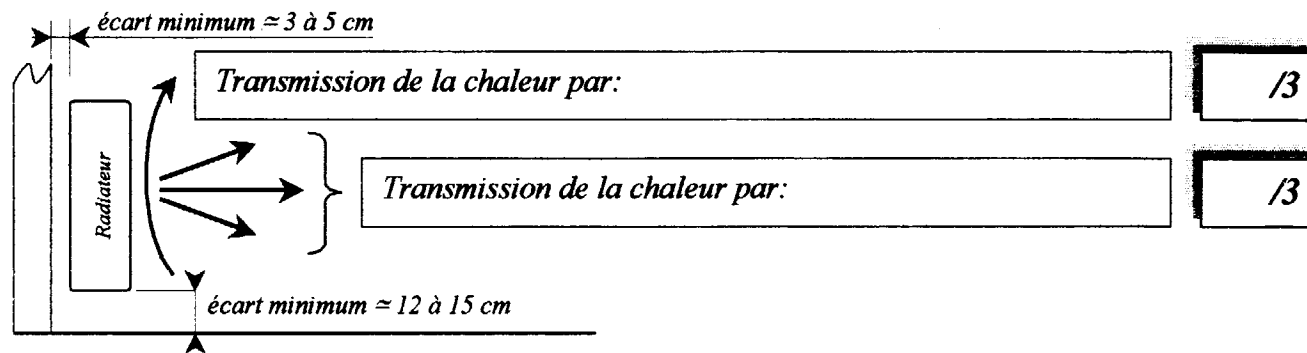 écart minimum ≃ 3 à 5 cm
Transmission de la chaleur par:
/3
Radiateur
Transmission de la chaleur par:
/3
écart minimum ≃ 12 à 15 cm